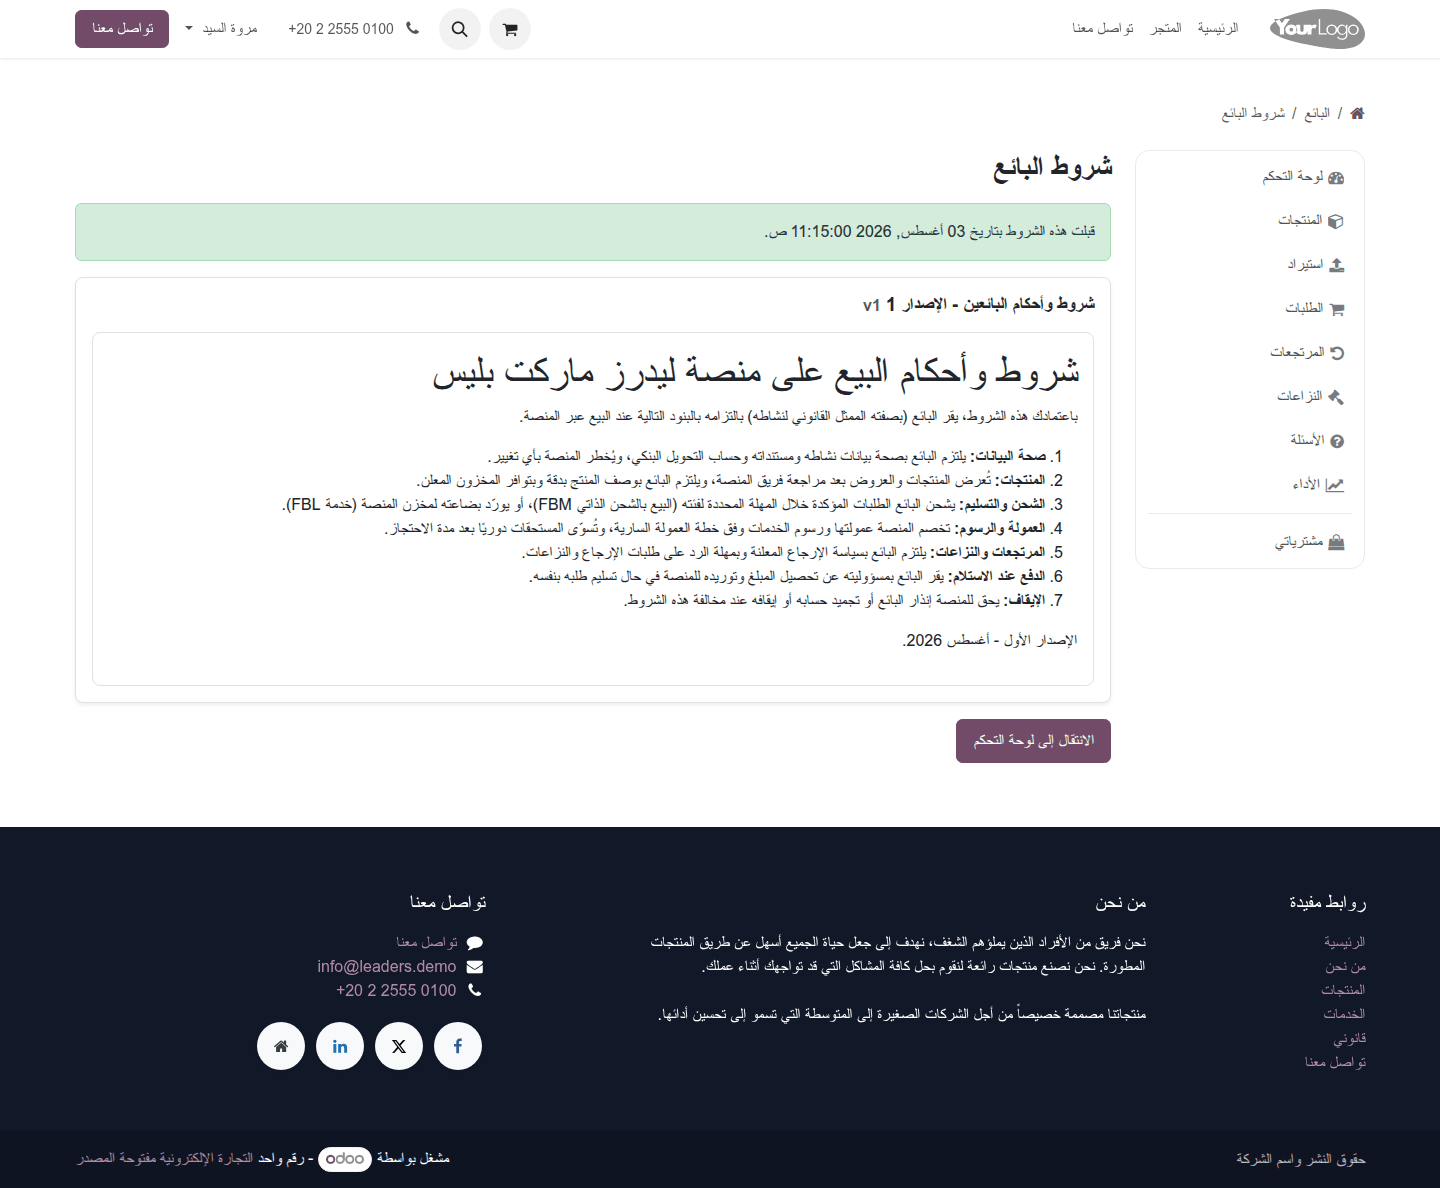 YourLogo
الرئيسية
المتجر
تواصل معنا
+20 2 2555 0100
مروة السيد
تواصل معنا
/ البائع / شروط البائع
لوحة التحكم
المنتجات
استيراد
الطلبات
المرتجعات
النزاعات
الأسئلة
الأداء
مشترياتي
شروط البائع
قبلت هذه الشروط بتاريخ 03 أغسطس, 2026 11:15:00 ص.
شروط وأحكام البائعين - الإصدار 1 v1
شروط وأحكام البيع على منصة ليدرز ماركت بليس
باعتمادك هذه الشروط، يقر البائع (بصفته الممثل القانوني لنشاطه) بالتزامه بالبنود التالية عند البيع عبر المنصة.
1. صحة البيانات: يلتزم البائع بصحة بيانات نشاطه ومستنداته وحساب التحويل البنكي، ويُخطر المنصة بأي تغيير.
2. المنتجات: تُعرض المنتجات والعروض بعد مراجعة فريق المنصة، ويلتزم البائع بوصف المنتج بدقة وبتوافر المخزون المعلن.
3. الشحن والتسليم: يشحن البائع الطلبات المؤكدة خلال المهلة المحددة لفئته (البيع بالشحن الذاتي FBM)، أو يورّد بضاعته لمخزن المنصة (خدمة FBL).
4. العمولة والرسوم: تخصم المنصة عمولتها ورسوم الخدمات وفق خطة العمولة السارية، وتُسوّى المستحقات دوريًا بعد مدة الاحتجاز.
5. المرتجعات والنزاعات: يلتزم البائع بسياسة الإرجاع المعلنة وبمهلة الرد على طلبات الإرجاع والنزاعات.
6. الدفع عند الاستلام: يقر البائع بمسؤوليته عن تحصيل المبلغ وتوريده للمنصة في حال تسليم طلبه بنفسه.
7. الإيقاف: يحق للمنصة إنذار البائع أو تجميد حسابه أو إيقافه عند مخالفة هذه الشروط.
الإصدار الأول - أغسطس 2026.
الانتقال إلى لوحة التحكم
روابط مفيدة
الرئيسية
من نحن
المنتجات
الخدمات
قانوني
تواصل معنا
من نحن
نحن فريق من الأفراد الذين يملؤهم الشغف، نهدف إلى جعل حياة الجميع أسهل عن طريق المنتجات
المطورة. نحن نصنع منتجات رائعة لنقوم بحل كافة المشاكل التي قد تواجهك أثناء عملك.
منتجاتنا مصممة خصيصاً من أجل الشركات الصغيرة إلى المتوسطة التي تسمو إلى تحسين أدائها.
تواصل معنا
تواصل معنا
info@leaders.demo
+20 2 2555 0100
حقوق النشر واسم الشركة
مشغل بواسطة odoo - رقم واحد التجارة الإلكترونية مفتوحة المصدر